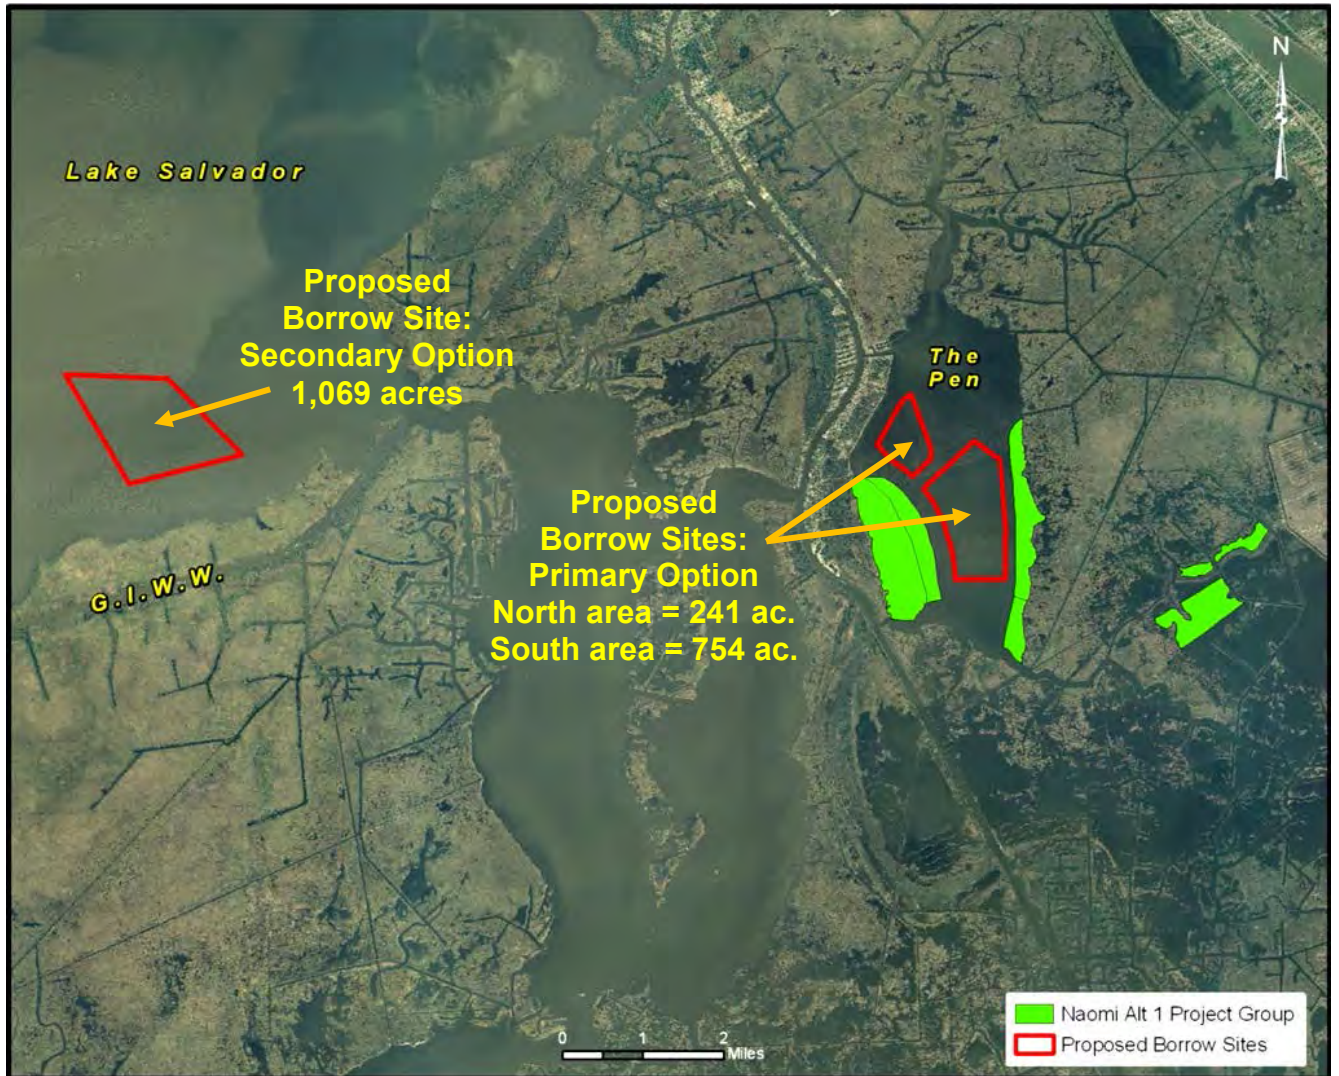 N
Lake Salvador
Proposed
Borrow Site:
Secondary Option
1,069 acres
The
Pen
Proposed
Borrow Sites:
Primary Option
North area = 241 ac.
South area = 754 ac.
G.I.W.W.
0 1 2
Miles
Naomi Alt 1 Project Group
Proposed Borrow Sites